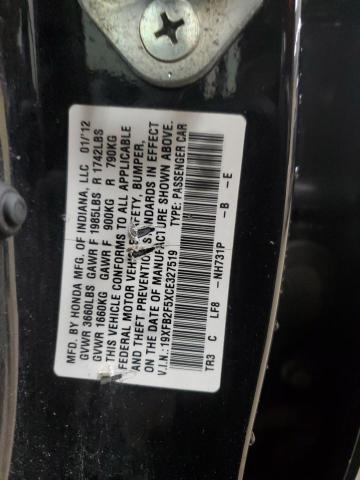 MFD. BY HONDA MFG. OF INDIANA, LLC 01/12
GVWR 3660LBS GAWR F 1985LBS R 1742LBS
GVWR 1660KG GAWR F 900KG R 790KG
THIS VEHICLE CONFORMS TO ALL APPLICABLE
FEDERAL MOTOR VEHICLE SAFETY, BUMPER,
AND THEFT PREVENTION STANDARDS IN EFFECT
ON THE DATE OF MANUFACTURE SHOWN ABOVE.
V.I.N.: 19XFB2F5XCE327519 TYPE: PASSENGER CAR
TR3 C LF8 -NH731P -B -E